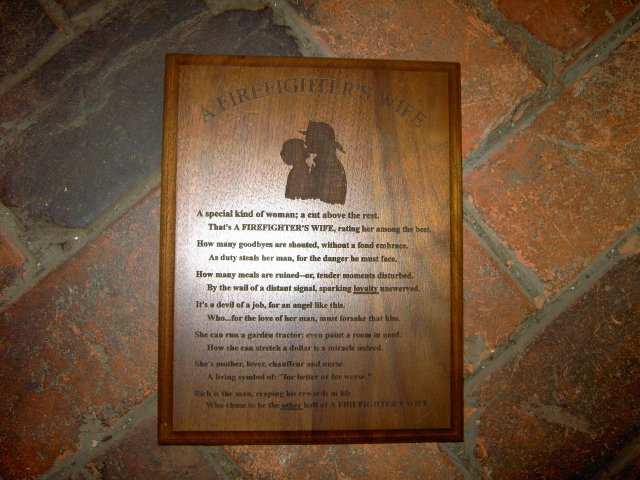 A FIREFIGHTER'S WIFE
A special kind of woman; a cut above the rest.
That's A FIREFIGHTER'S WIFE, rating her among the best.
How many goodbyes are shouted, without a fond embrace.
As duty steals her man, for the danger he must face.
How many meals are ruined--or, tender moments disturbed.
By the wail of a distant signal, sparking loyalty unswerved.
It's a devil of a job, for an angel like this.
Who...for the love of her man, must forsake that kiss.
She can run a garden tractor: even paint a room in need.
How she can stretch a dollar is a miracle indeed.
She's mother, lover, chauffeur and nurse.
A living symbol of: "for better or for worse."
Rich is the man, reaping his rewards in life
Who chose to be the other half of A FIREFIGHTER'S WIFE